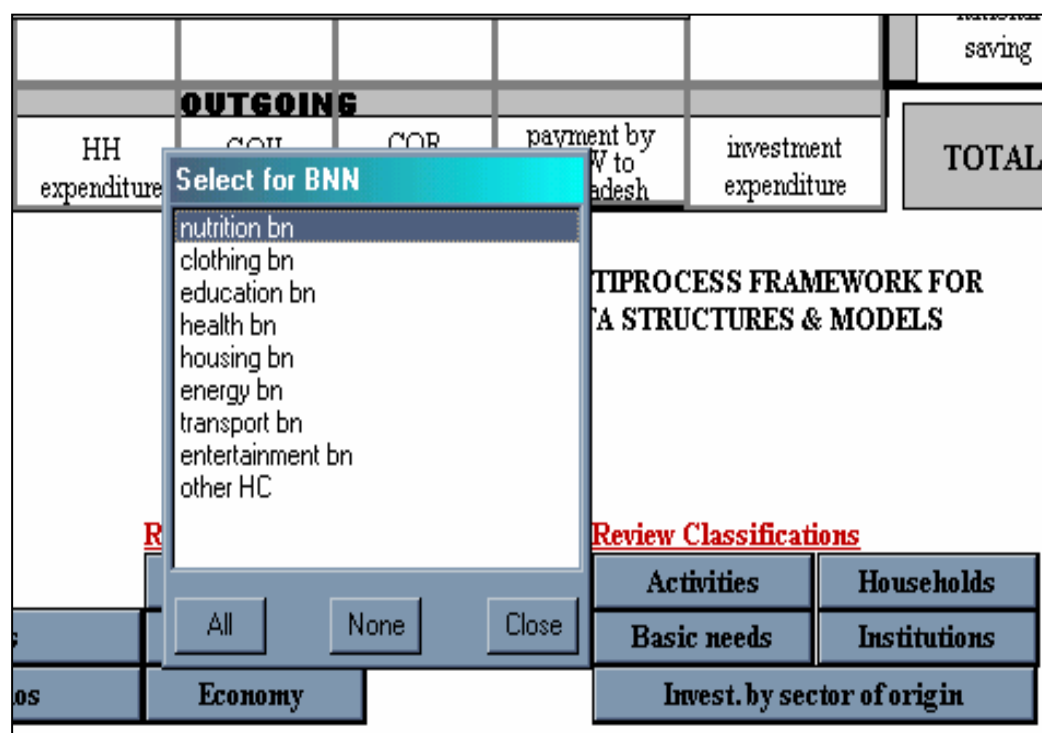 saving
OUTGOING
HH expenditure
COR
payment by
to
investment expenditure
TOTAL
Select for BNN
nutrition bn
clothing bn
education bn
health bn
housing bn
energy bn
transport bn
entertainment bn
other HC
All None Close
FRAMEWORK FOR
STRUCTURES & MODELS
Review Classifications
Activities Households
Basic needs Institutions
Economy Invest. by sector of origin